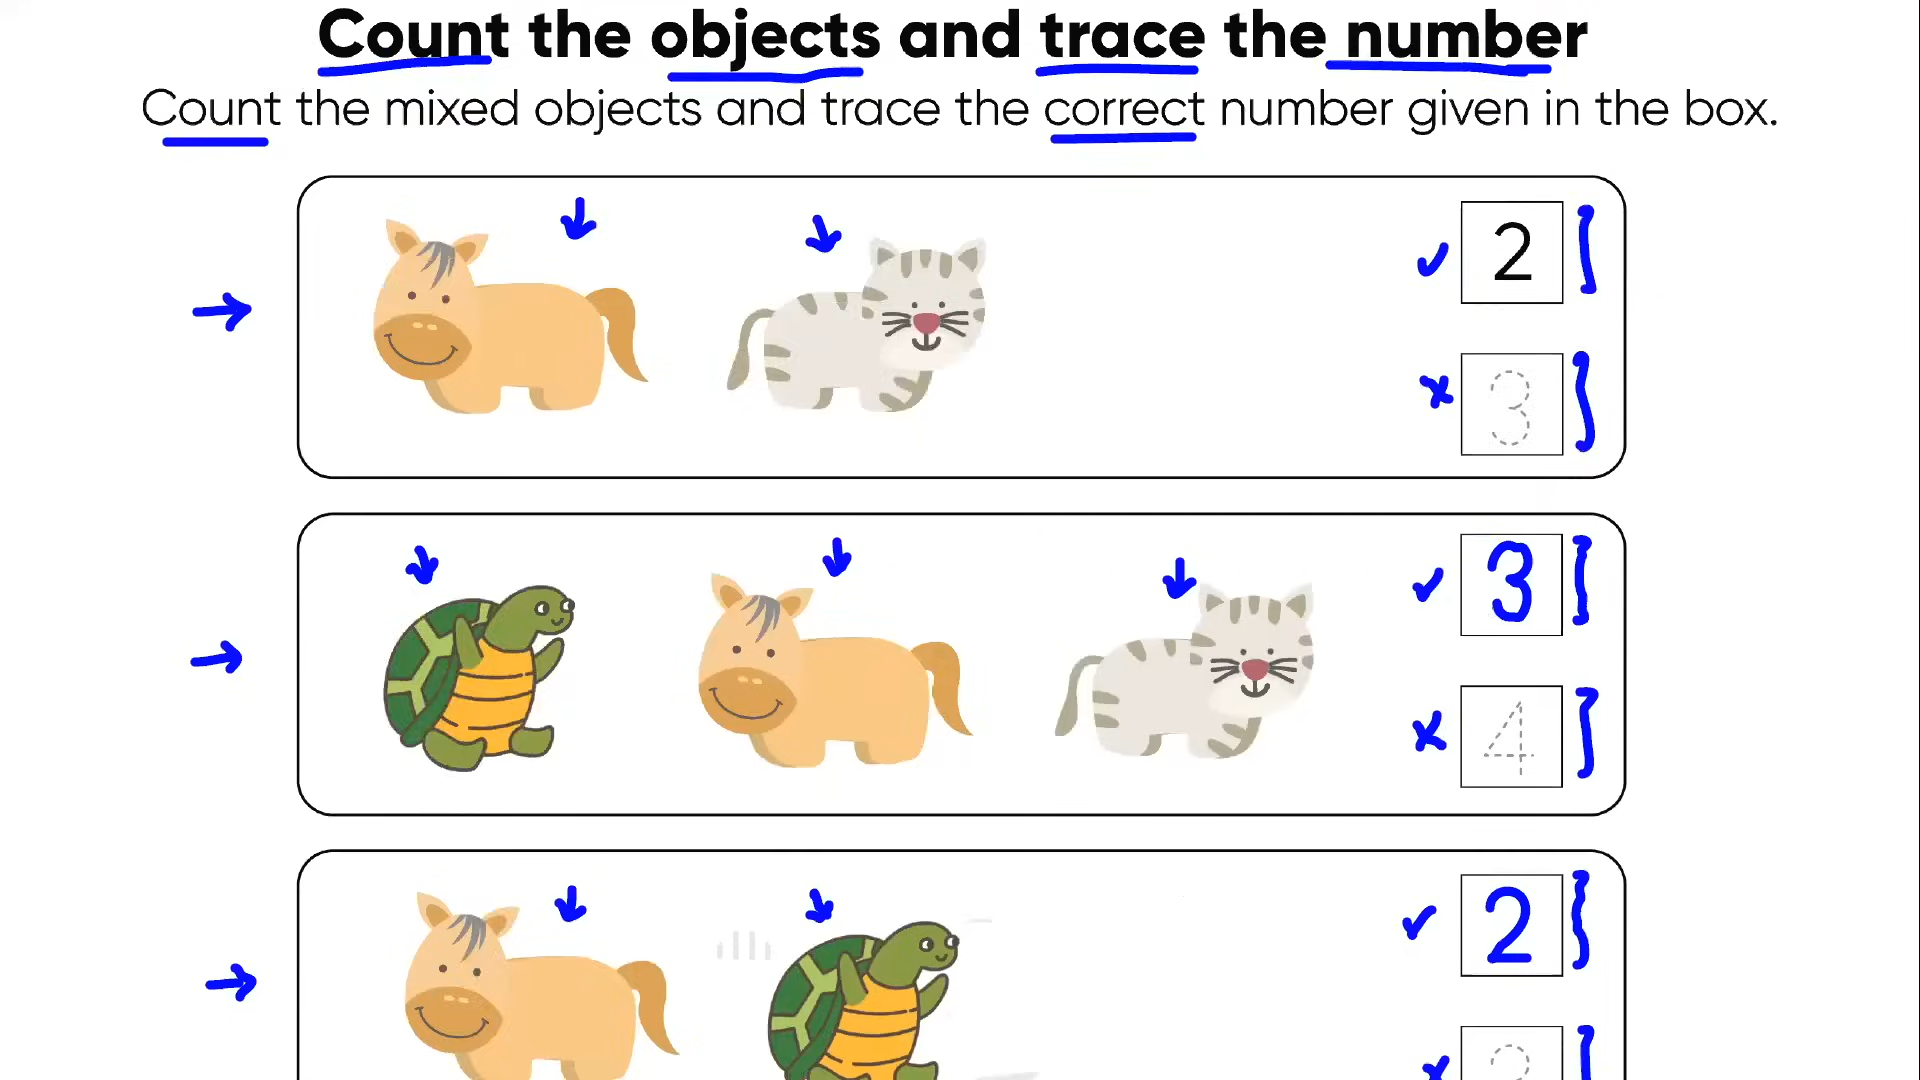 Count the objects and trace the number
Count the mixed objects and trace the correct number given in the box.
2
3
3
4
2